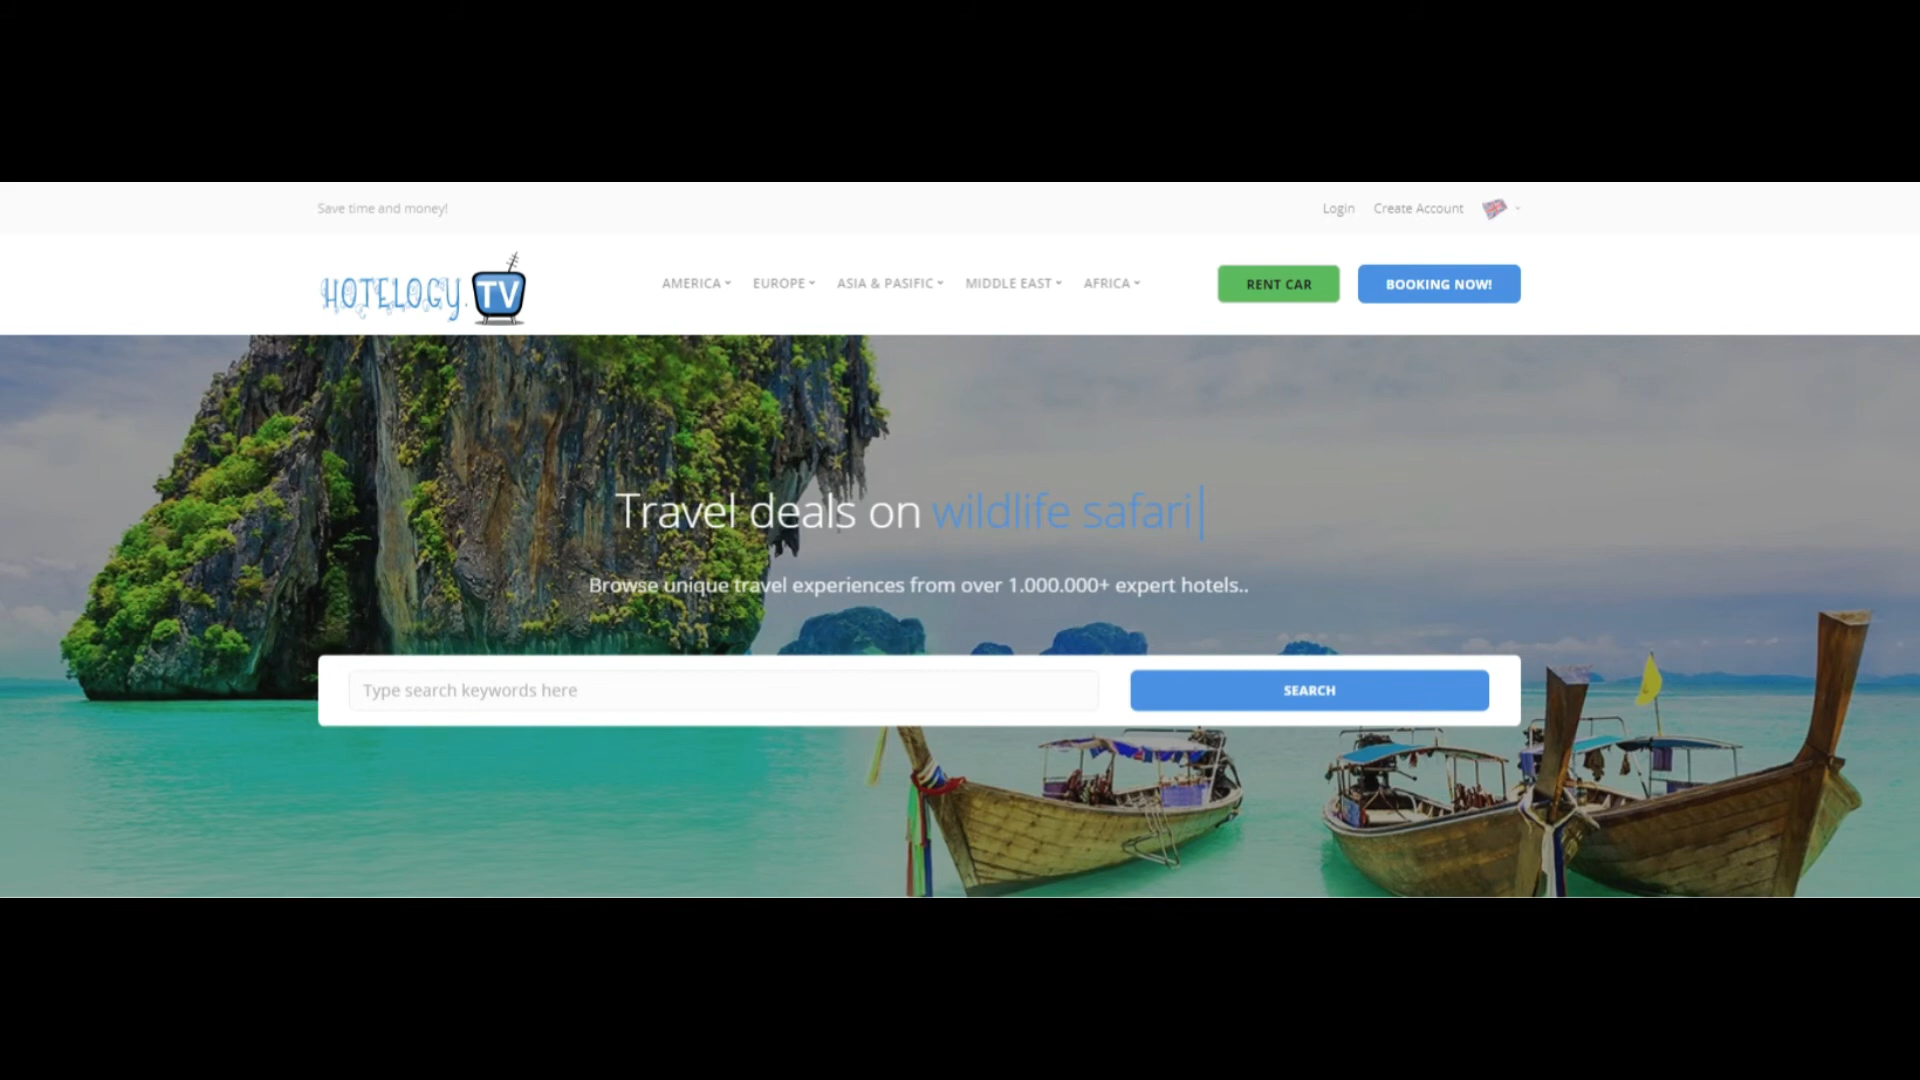 Save time and money!
Login Create Account
HOTELOGY.TV
AMERICA EUROPE ASIA & PASIFIC MIDDLE EAST AFRICA RENT CAR BOOKING NOW!
Travel deals on wildlife safari
Browse unique travel experiences from over 1.000.000+ expert hotels..
Type search keywords here SEARCH